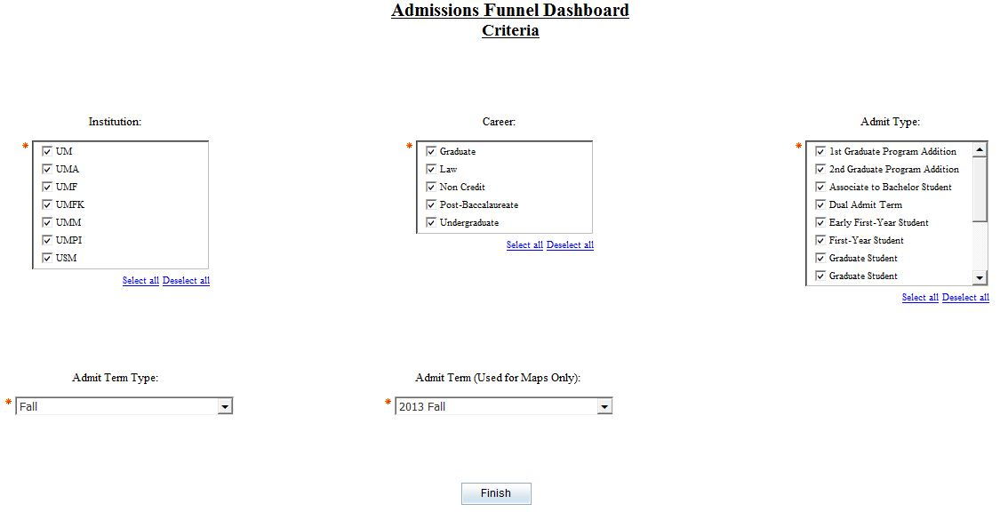 Admissions Funnel Dashboard
Criteria
Institution:
* UM
UMA
UMF
UMFK
UMM
UMPI
USM
Select all Deselect all
Career:
* Graduate
Law
Non Credit
Post-Baccalaureate
Undergraduate
Select all Deselect all
Admit Type:
* 1st Graduate Program Addition
2nd Graduate Program Addition
Associate to Bachelor Student
Dual Admit Term
Early First-Year Student
First-Year Student
Graduate Student
Graduate Student
Select all Deselect all
Admit Term Type:
* Fall
Admit Term (Used for Maps Only):
* 2013 Fall
Finish